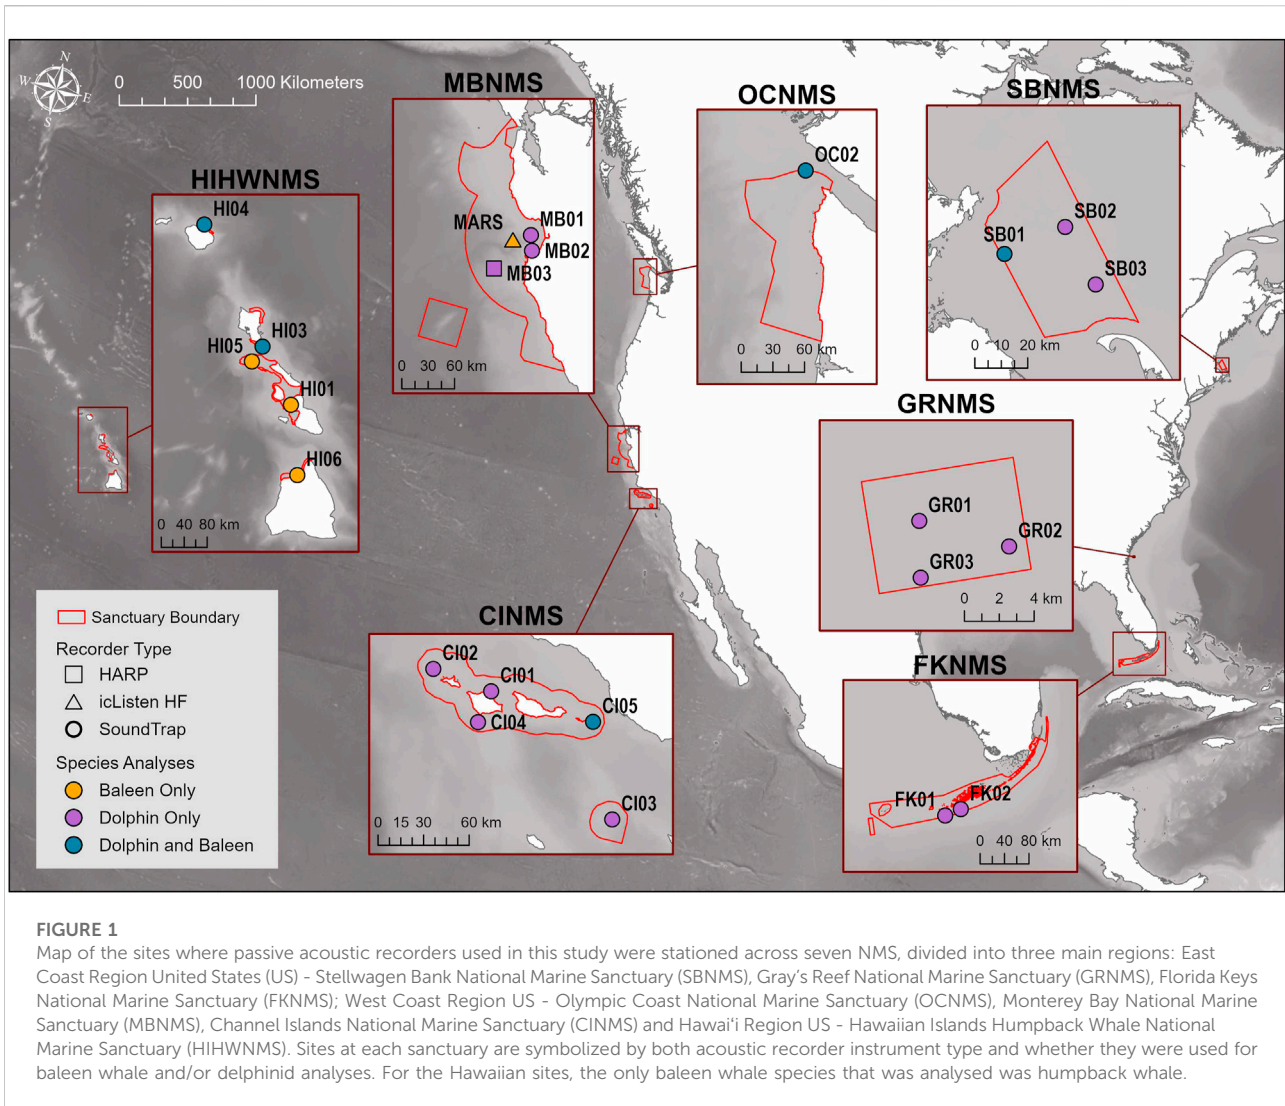 N
W
E
S
0 500 1000 Kilometers
HIHWNMS
HI04
HI03
HI05
HI01
HI06
0 40 80 km
MBNMS
MARS
MB01
MB02
MB03
0 30 60 km
OCNMS
OC02
0 30 60 km
SBNMS
SB02
SB01
SB03
0 10 20 km
GRNMS
GR01
GR02
GR03
0 2 4 km
CINMS
CI02
CI01
CI04
CI05
CI03
0 15 30 60 km
FKNMS
FK01
FK02
0 40 80 km
Sanctuary Boundary
Recorder Type
HARP
icListen HF
SoundTrap
Species Analyses
Baleen Only
Dolphin Only
Dolphin and Baleen
FIGURE 1
Map of the sites where passive acoustic recorders used in this study were stationed across seven NMS, divided into three main regions: East
Coast Region United States (US) - Stellwagen Bank National Marine Sanctuary (SBNMS), Gray's Reef National Marine Sanctuary (GRNMS), Florida Keys
National Marine Sanctuary (FKNMS); West Coast Region US - Olympic Coast National Marine Sanctuary (OCNMS), Monterey Bay National Marine
Sanctuary (MBNMS), Channel Islands National Marine Sanctuary (CINMS) and Hawaiʻi Region US - Hawaiian Islands Humpback Whale National
Marine Sanctuary (HIHWNMS). Sites at each sanctuary are symbolized by both acoustic recorder instrument type and whether they were used for
baleen whale and/or delphinid analyses. For the Hawaiian sites, the only baleen whale species that was analysed was humpback whale.